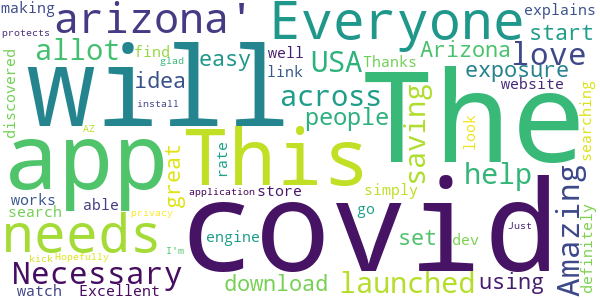 making arizona' Everyone explains
protects start
allot find glad well USA Arizona love
discovered will easy link exposure website
idea across people The
install Thanks saving searching
app This look
great rate help Amazing
AZ application store simply
works able covid Just go definitely
search privacy engine set dev
needs I'm
Hopefully
Necessary kick download launched using
watch Excellent